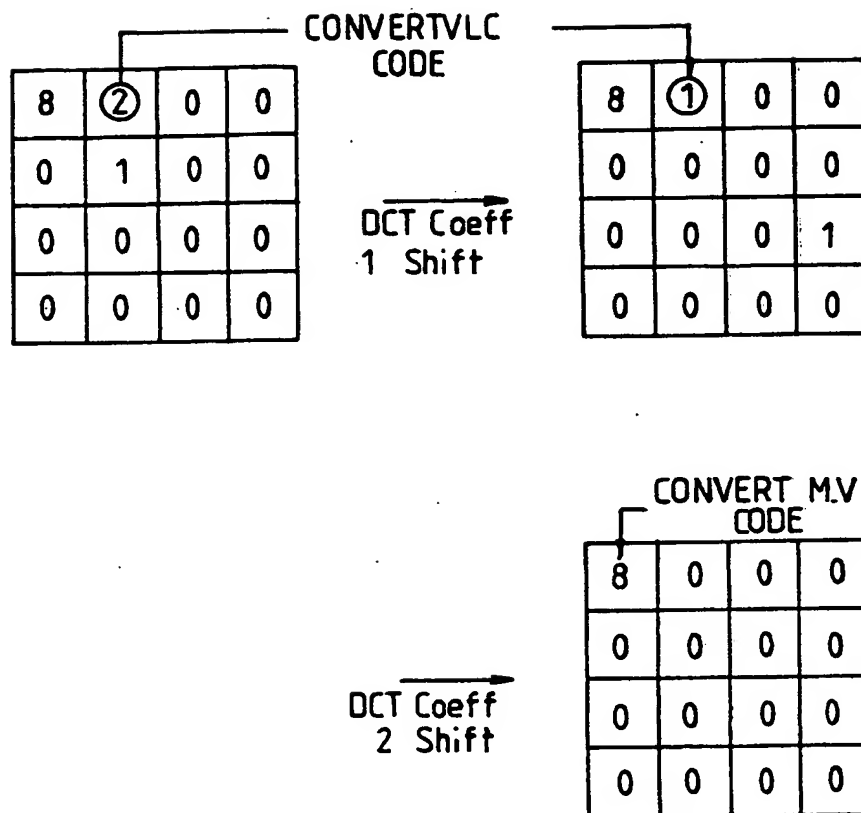 CONVERTVLC
CODE
8 2 0 0
0 1 0 0
0 0 0 0
0 0 0 0
DCT Coeff
1 Shift
8 1 0 0
0 0 0 0
0 0 0 1
0 0 0 0
CONVERT M.V
CODE
DCT Coeff
2 Shift
8 0 0 0
0 0 0 0
0 0 0 0
0 0 0 0